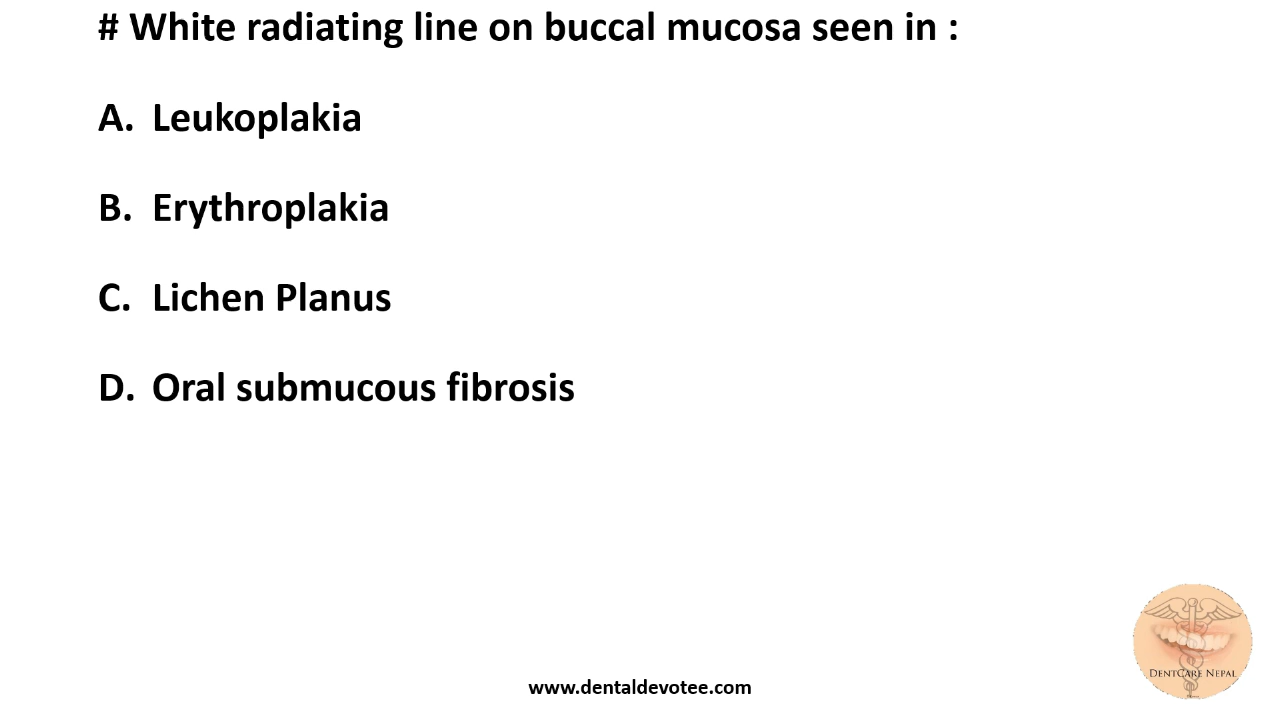 # White radiating line on buccal mucosa seen in :
A. Leukoplakia
B. Erythroplakia
C. Lichen Planus
D. Oral submucous fibrosis
DentCare Nepal
www.dentaldevotee.com